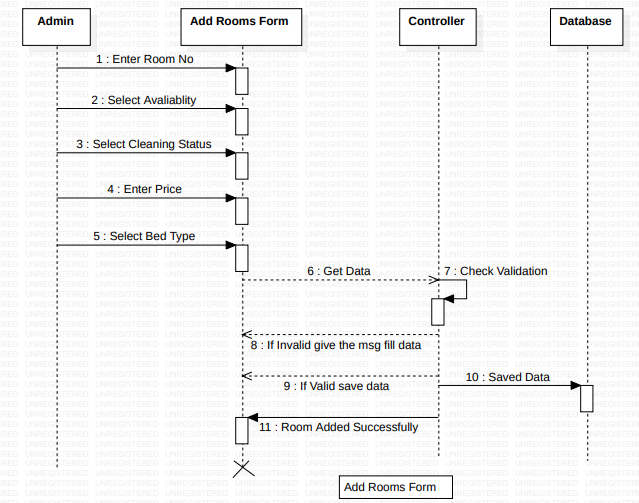 Admin
Add Rooms Form
Controller
Database
1 : Enter Room No
2 : Select Avaliablity
3 : Select Cleaning Status
4 : Enter Price
5 : Select Bed Type
6 : Get Data
7 : Check Validation
8 : If Invalid give the msg fill data
9 : If Valid save data
10 : Saved Data
11 : Room Added Successfully
Add Rooms Form